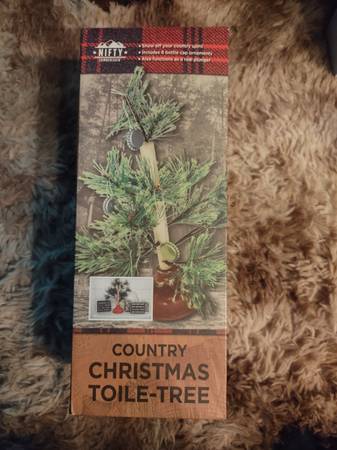 NIFTY
• Show off your country spirit
• Includes 6 bottle cap ornaments
• Also functions as a real plunger
COUNTRY
CHRISTMAS
TOILE-TREE